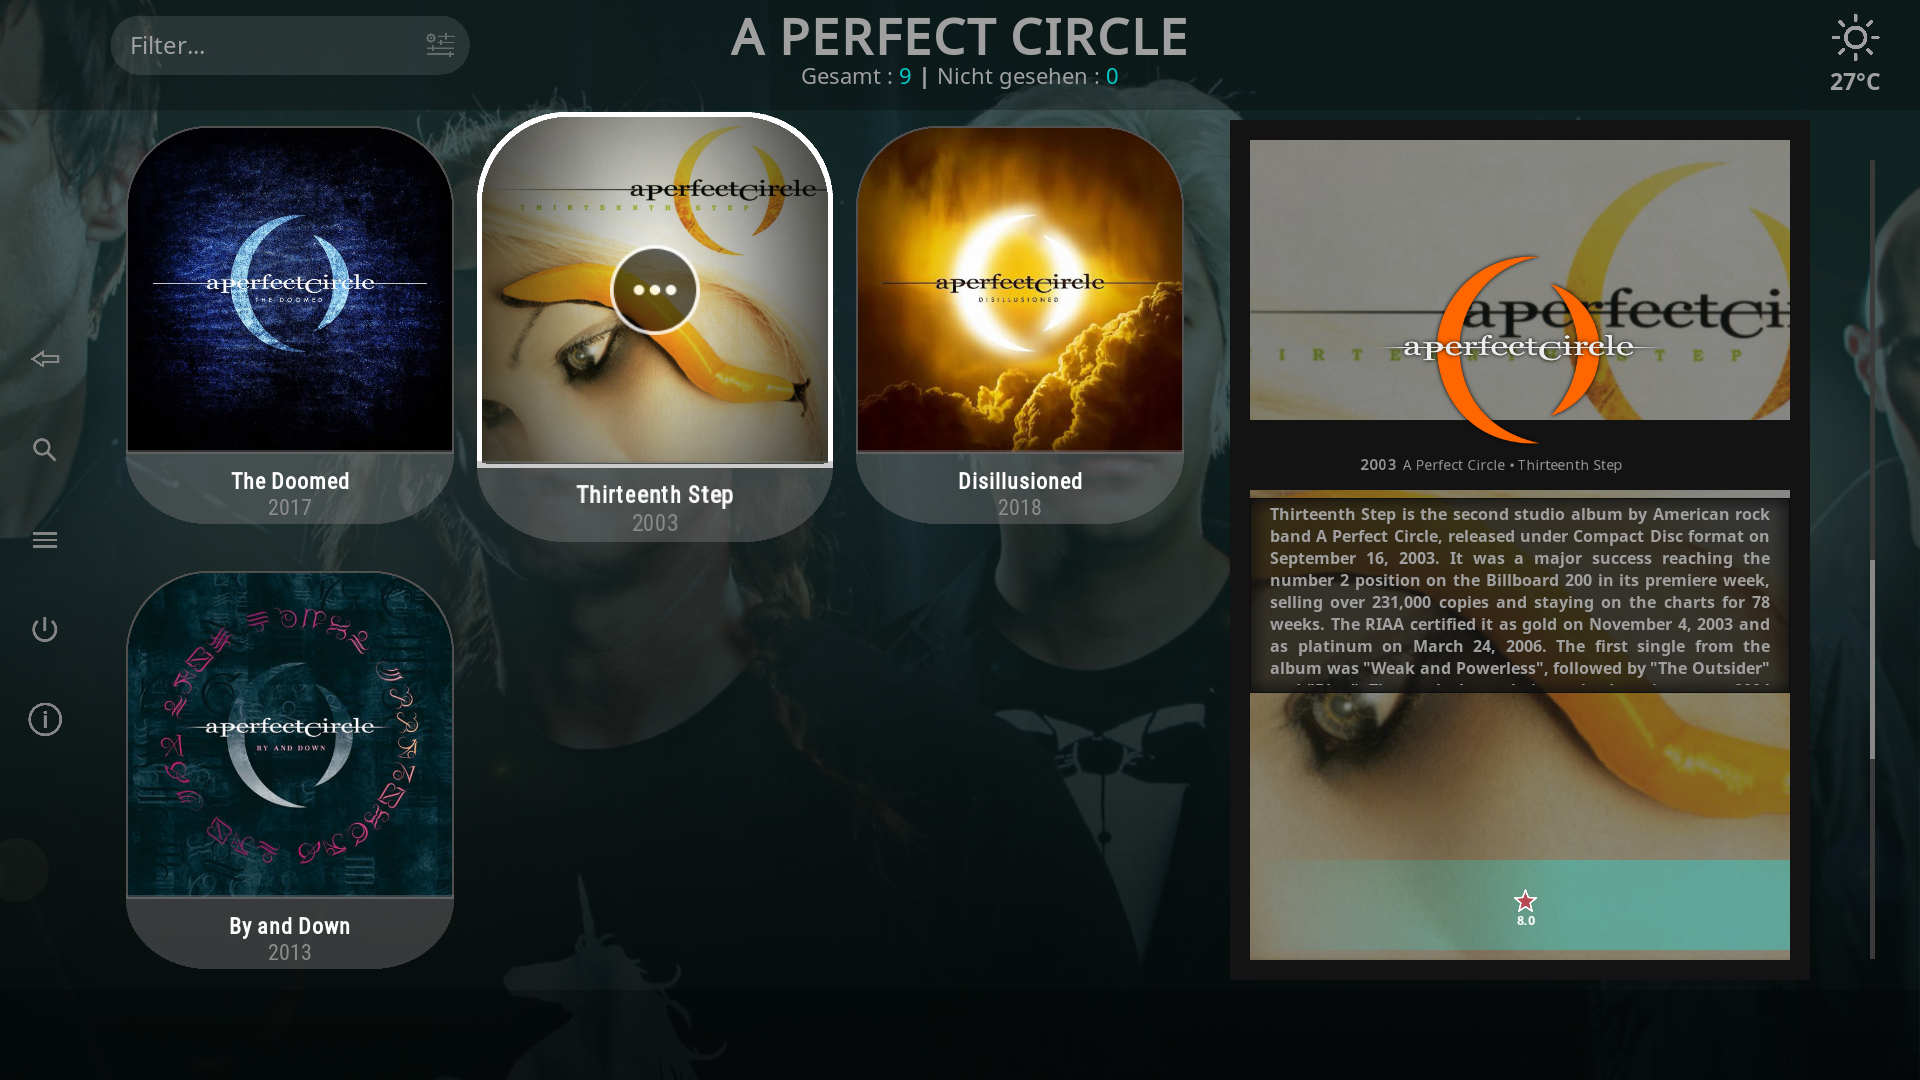 Filter...
A PERFECT CIRCLE
Gesamt : 9 | Nicht gesehen : 0
27°C
aperfectcircle
THE DOOMED
The Doomed
2017
aperfectcircle
THIRTEENTH STEP
Thirteenth Step
2003
aperfectcircle
DISILLUSIONED
Disillusioned
2018
aperfectcircle
BY AND DOWN
By and Down
2013
aperfectci
aperfectcircle
2003 A Perfect Circle • Thirteenth Step
Thirteenth Step is the second studio album by American rock
band A Perfect Circle, released under Compact Disc format on
September 16, 2003. It was a major success reaching the
number 2 position on the Billboard 200 in its premiere week,
selling over 231,000 copies and staying on the charts for 78
weeks. The RIAA certified it as gold on November 4, 2003 and
as platinum on March 24, 2006. The first single from the
album was "Weak and Powerless", followed by "The Outsider"
8.0